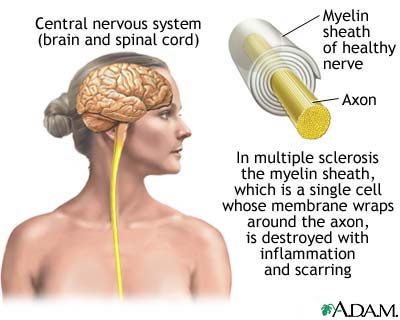 Central nervous system
(brain and spinal cord)
Myelin
sheath
of healthy
nerve
Axon
In multiple sclerosis
the myelin sheath,
which is a single cell
whose membrane wraps
around the axon,
is destroyed with
inflammation
and scarring
ADAM.